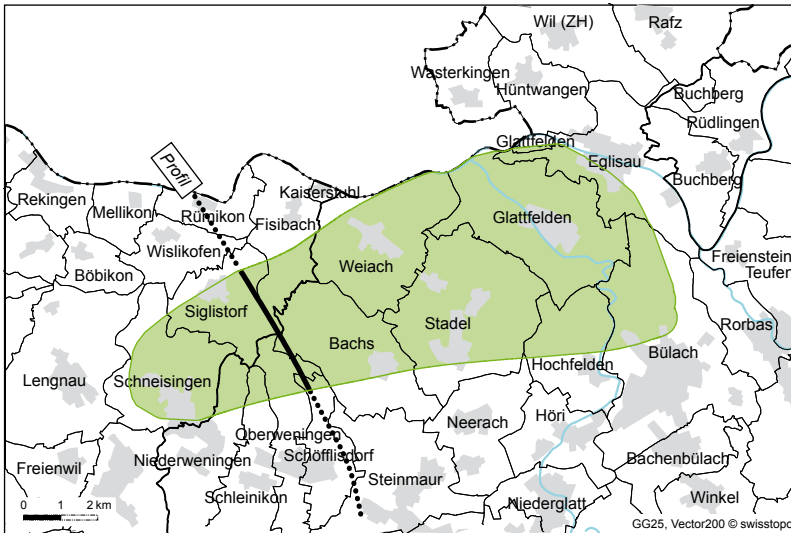 Wil (ZH)
Rafz
Wasterkingen
Hüntwangen
Buchberg
Rüdlingen
Glattfelden
Eglisau
Buchberg
Profil
Kaiserstuhl
Rekingen
Mellikon
Rümikon
Fisibach
Glattfelden
Wislikofen
Weiach
Freienstein
Teufen
Böbikon
Siglistorf
Stadel
Rorbas
Bachs
Bülach
Lengnau
Schneisingen
Hochfelden
Neerach
Höri
Oberweningen
Niederweningen
Schöfflisdorf
Bachenbülach
Freienwil
Steinmaur
Schleinikon
Niederglatt
Winkel
0 1 2 km
GG25, Vector200 © swisstopo